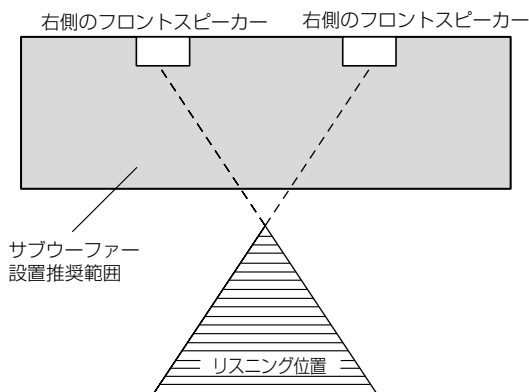 右側のフロントスピーカー
右側のフロントスピーカー
サブウーファー
設置推奨範囲
リスニング位置